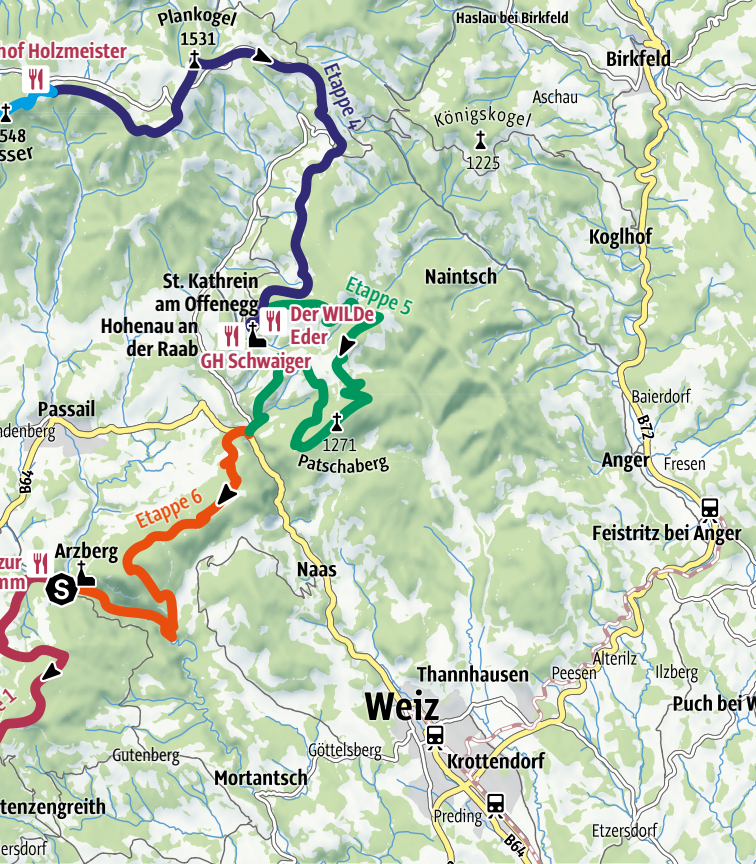 Plankogel
1531
Haslau bei Birkfeld
hof Holzmeister
Birkfeld
Etappe 4
Aschau
Königskogel
1225
548
sser
Koglhof
St. Kathrein
am Offenegg
Naintsch
Etappe 5
Hohenau an
der Raab
Der WILDe
Eder
GH Schwaiger
Passail
ndenberg
Baierdorf
B72
1271
Patschaberg
Anger
Fresen
B64
Etappe 6
Feistritz bei Anger
zur
mm
Arzberg
S
Naas
Alterilz
Peesen
Ilzberg
Thannhausen
Puch bei W
e 1
Weiz
Göttelsberg
Gutenberg
Krottendorf
Mortantsch
tenzengreith
Preding
B64
Etzersdorf
ersdorf